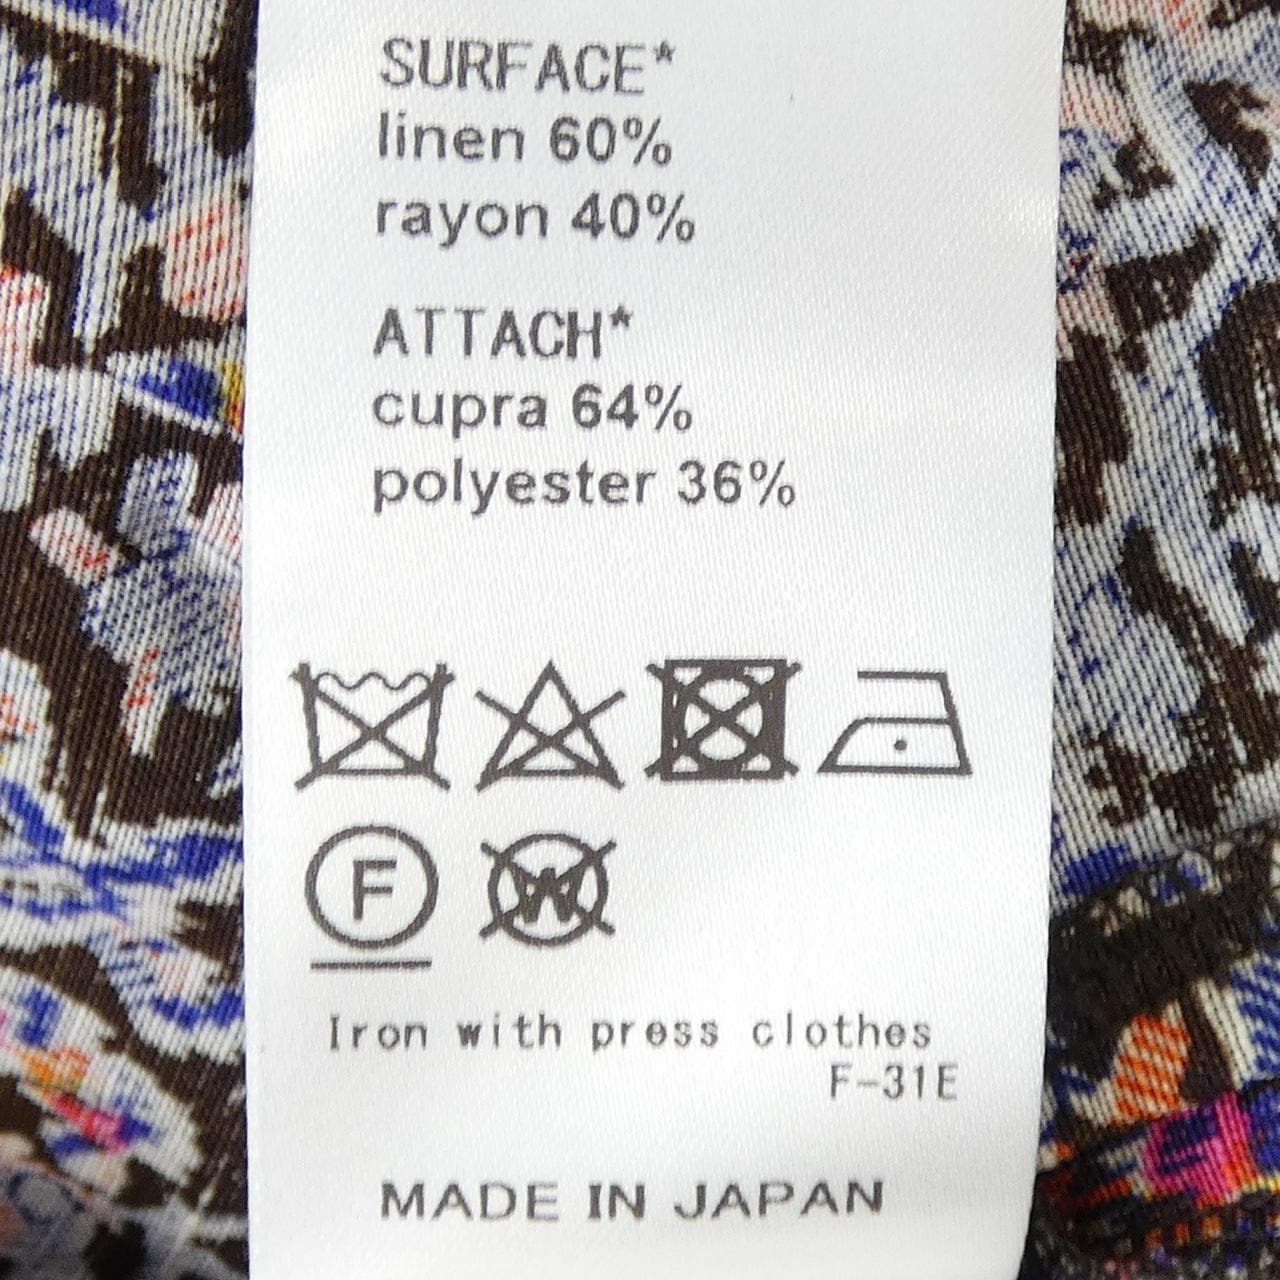 SURFACE*
linen 60%
rayon 40%
ATTACH*
cupra 64%
polyester 36%
F
W
Iron with press clothes
F-31E
MADE IN JAPAN